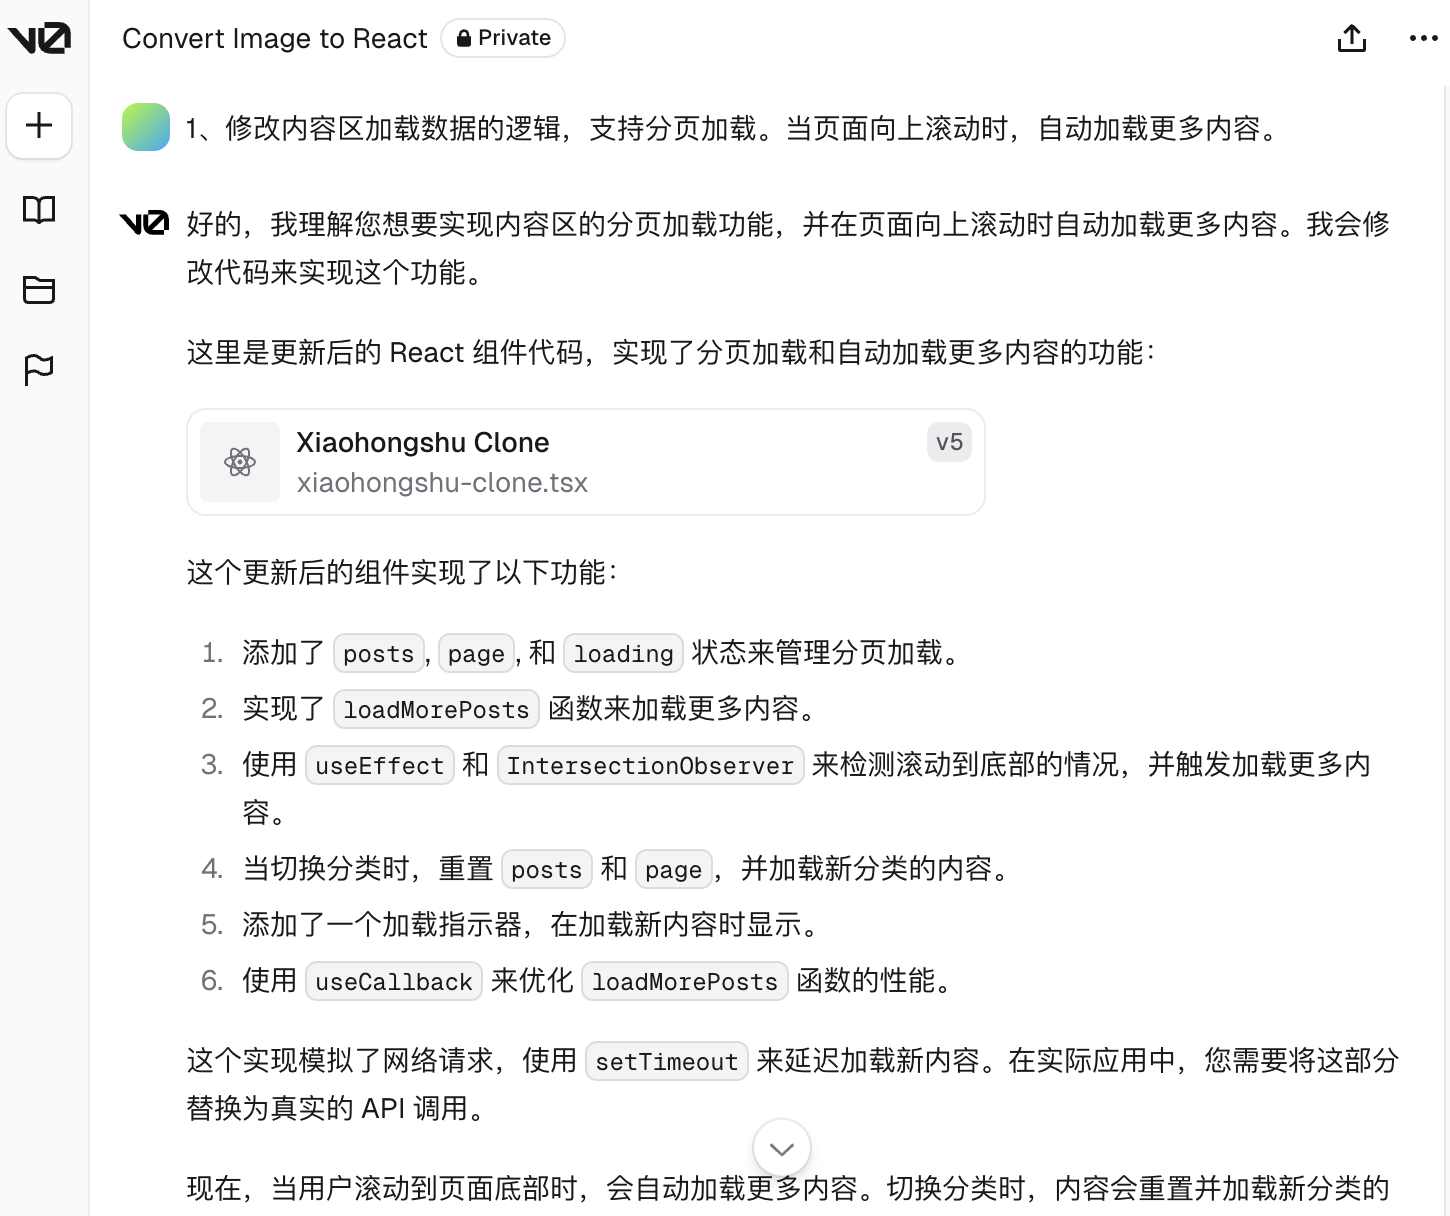 v0
Convert Image to React
Private
1、修改内容区加载数据的逻辑，支持分页加载。当页面向上滚动时，自动加载更多内容。
v0
好的，我理解您想要实现内容区的分页加载功能，并在页面向上滚动时自动加载更多内容。我会修
改代码来实现这个功能。
这里是更新后的 React 组件代码，实现了分页加载和自动加载更多内容的功能：
Xiaohongshu Clone
v5
xiaohongshu-clone.tsx
这个更新后的组件实现了以下功能：
1. 添加了 posts, page, 和 loading 状态来管理分页加载。
2. 实现了 loadMorePosts 函数来加载更多内容。
3. 使用 useEffect 和 IntersectionObserver 来检测滚动到底部的情况，并触发加载更多内
容。
4. 当切换分类时，重置 posts 和 page，并加载新分类的内容。
5. 添加了一个加载指示器，在加载新内容时显示。
6. 使用 useCallback 来优化 loadMorePosts 函数的性能。
这个实现模拟了网络请求，使用 setTimeout 来延迟加载新内容。在实际应用中，您需要将这部分
替换为真实的 API 调用。
现在，当用户滚动到页面底部时，会自动加载更多内容。切换分类时，内容会重置并加载新分类的